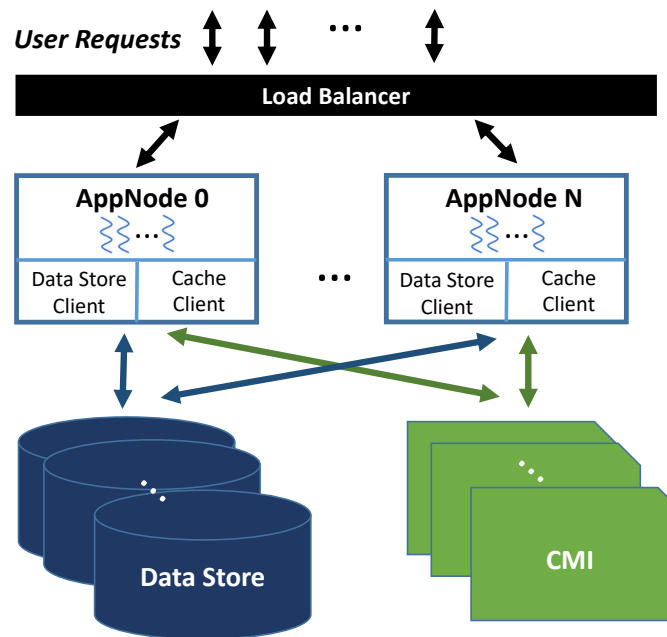 ...
User Requests
Load Balancer
AppNode 0
AppNode N
...
...
Data Store Client
Cache Client
...
Data Store Client
Cache Client
...
...
Data Store
CMI